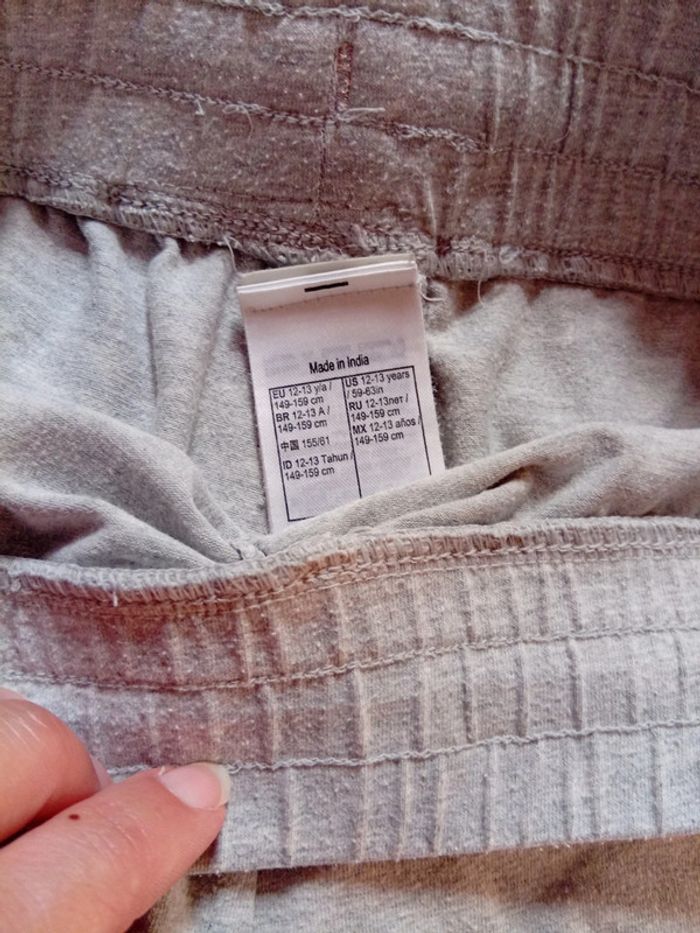 Made in India
EU 12-13 y/a /
149-159 cm
BR 12-13 A /
149-159 cm
中国 155/61
ID 12-13 Tahun /
149-159 cm
US 12-13 years
/ 59-63in
RU 12-13лет /
149-159 cm
MX 12-13 años /
149-159 cm